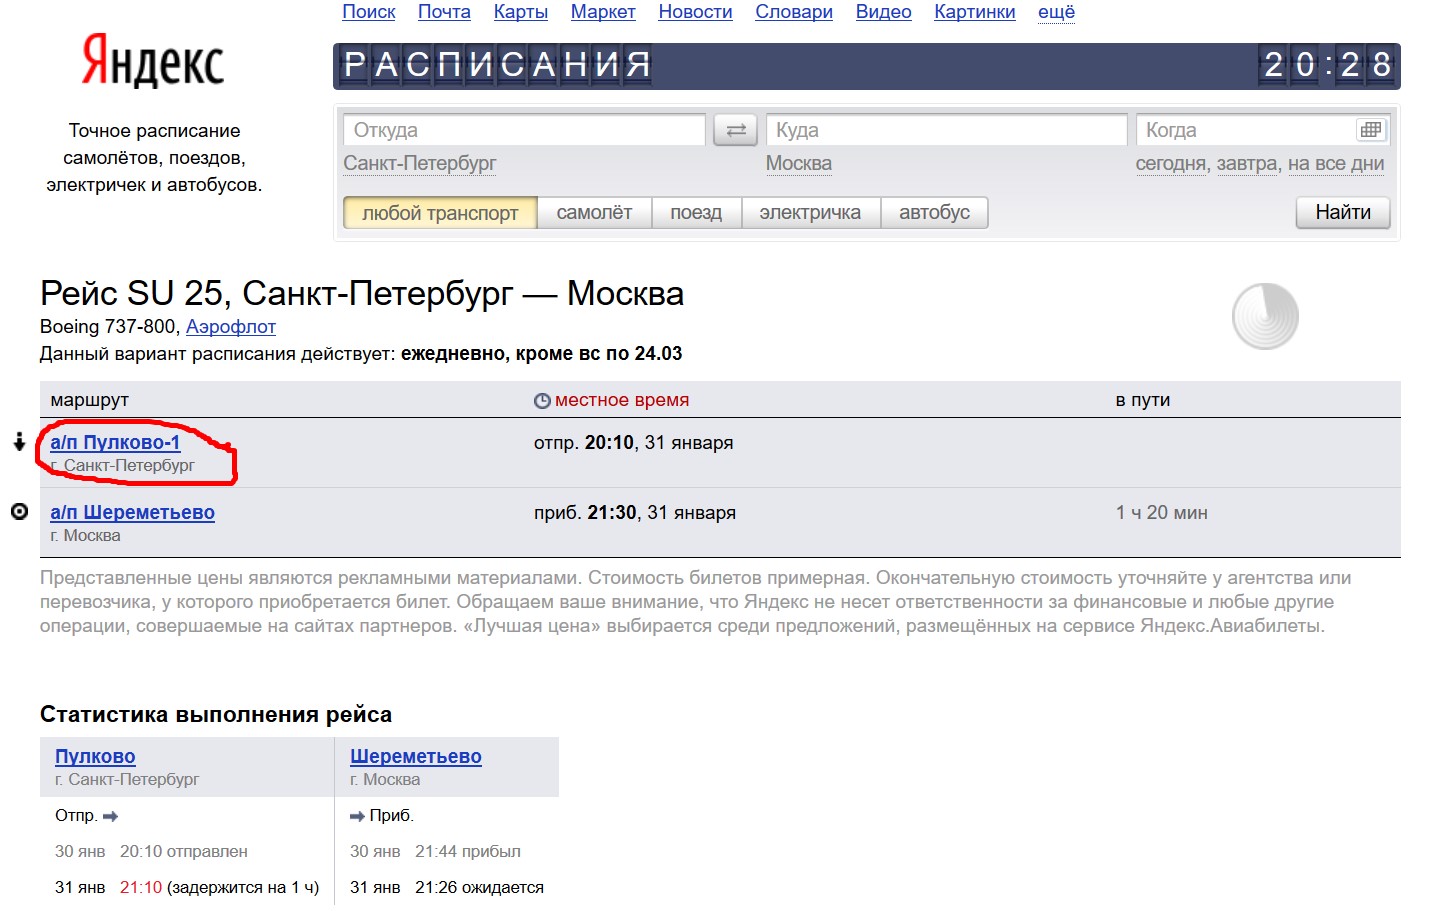 Поиск Почта Карты Маркет Новости Словари Видео Картинки ещё
Яндекс
РАСПИСАНИЯ 20:28
Точное расписание
самолётов, поездов,
электричек и автобусов.
Откуда Куда Когда
Санкт-Петербург Москва сегодня, завтра, на все дни
любой транспорт самолёт поезд электричка автобус Найти
Рейс SU 25, Санкт-Петербург — Москва
Boeing 737-800, Аэрофлот
Данный вариант расписания действует: ежедневно, кроме вс по 24.03
маршрут местное время в пути
а/п Пулково-1 отпр. 20:10, 31 января
г. Санкт-Петербург
а/п Шереметьево приб. 21:30, 31 января 1 ч 20 мин
г. Москва
Представленные цены являются рекламными материалами. Стоимость билетов примерная. Окончательную стоимость уточняйте у агентства или
перевозчика, у которого приобретается билет. Обращаем ваше внимание, что Яндекс не несет ответственности за финансовые и любые другие
операции, совершаемые на сайтах партнеров. «Лучшая цена» выбирается среди предложений, размещённых на сервисе Яндекс.Авиабилеты.
Статистика выполнения рейса
Пулково Шереметьево
г. Санкт-Петербург г. Москва
Отпр. Приб.
30 янв 20:10 отправлен 30 янв 21:44 прибыл
31 янв 21:10 (задержится на 1 ч) 31 янв 21:26 ожидается